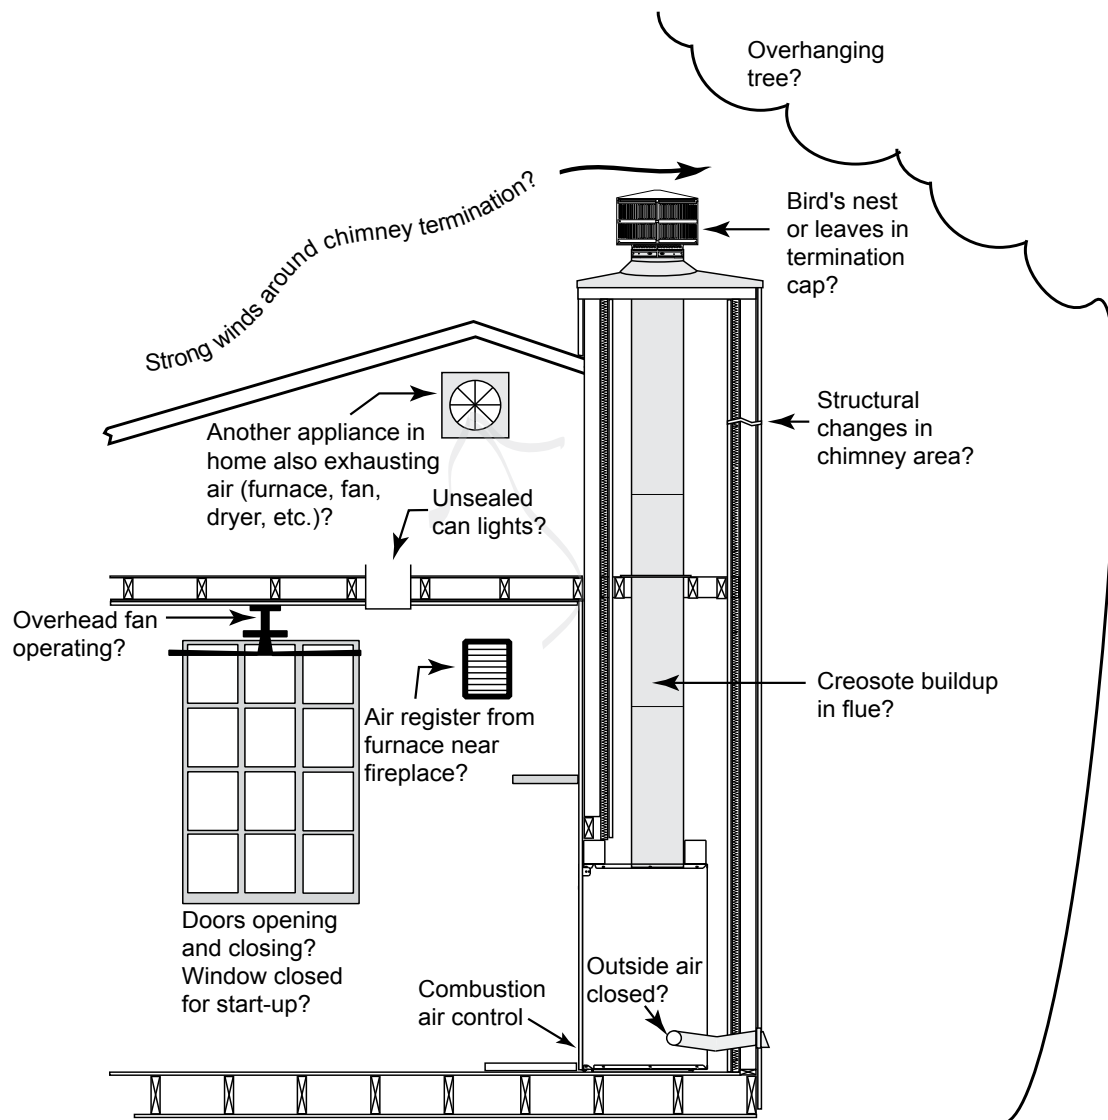 Overhanging
tree?
Strong winds around chimney termination?
Bird's nest
or leaves in
termination
cap?
Structural
changes in
chimney area?
Another appliance in
home also exhausting
air (furnace, fan,
dryer, etc.)?
Unsealed
can lights?
Overhead fan
operating?
Air register from
furnace near
fireplace?
Creosote buildup
in flue?
Doors opening
and closing?
Window closed
for start-up?
Combustion
air control
Outside air
closed?